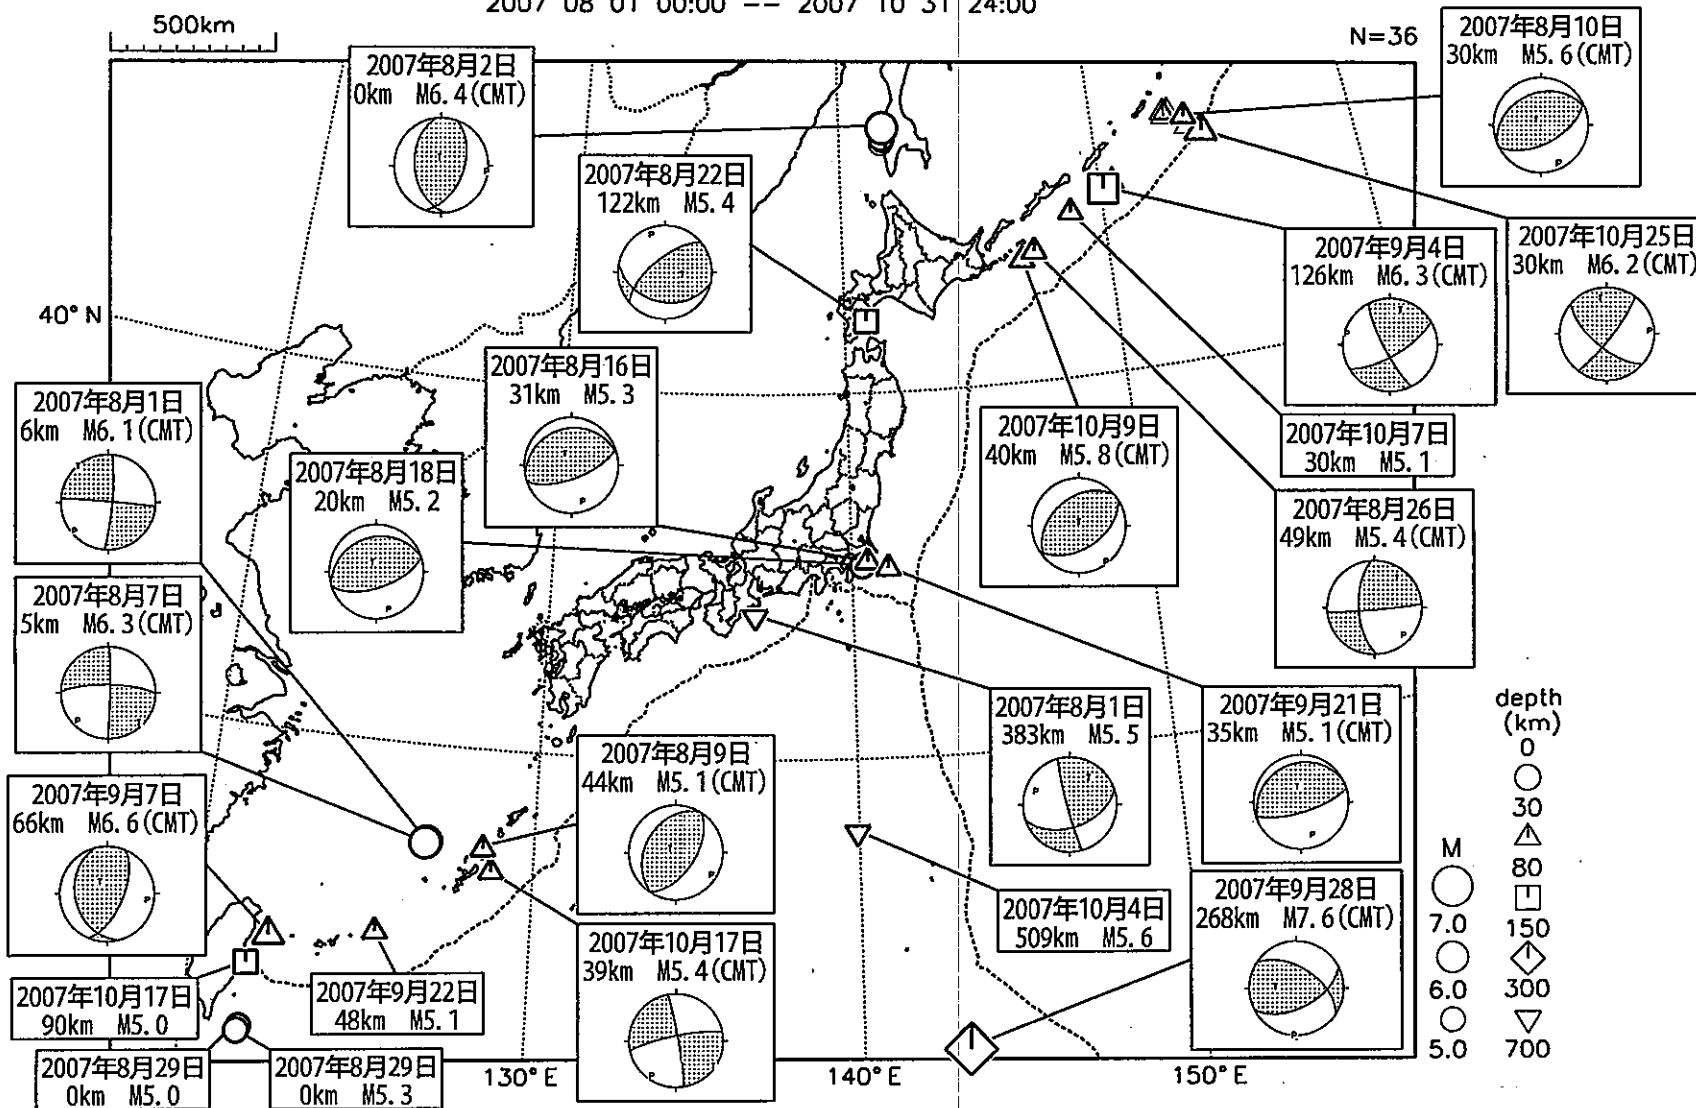 2007 08 01 00:00 -- 2007 10 31 24:00
500km
N=36
2007年8月10日
30km M5.6(CMT)
2007年8月2日
0km M6.4(CMT)
2007年8月22日
122km M5.4
2007年9月4日
126km M6.3(CMT)
2007年10月25日
30km M6.2(CMT)
40°N
2007年8月16日
31km M5.3
2007年8月1日
6km M6.1(CMT)
2007年10月9日
40km M5.8(CMT)
2007年10月7日
30km M5.1
2007年8月18日
20km M5.2
2007年8月26日
49km M5.4(CMT)
2007年8月7日
5km M6.3(CMT)
2007年8月1日
383km M5.5
2007年9月21日
35km M5.1(CMT)
depth
(km)
0
30
80
150
300
700
2007年8月9日
44km M5.1(CMT)
2007年9月7日
66km M6.6(CMT)
M
7.0
6.0
5.0
2007年10月4日
509km M5.6
2007年9月28日
268km M7.6(CMT)
2007年10月17日
39km M5.4(CMT)
2007年10月17日
90km M5.0
2007年9月22日
48km M5.1
2007年8月29日
0km M5.0
2007年8月29日
0km M5.3
130°E
140°E
150°E